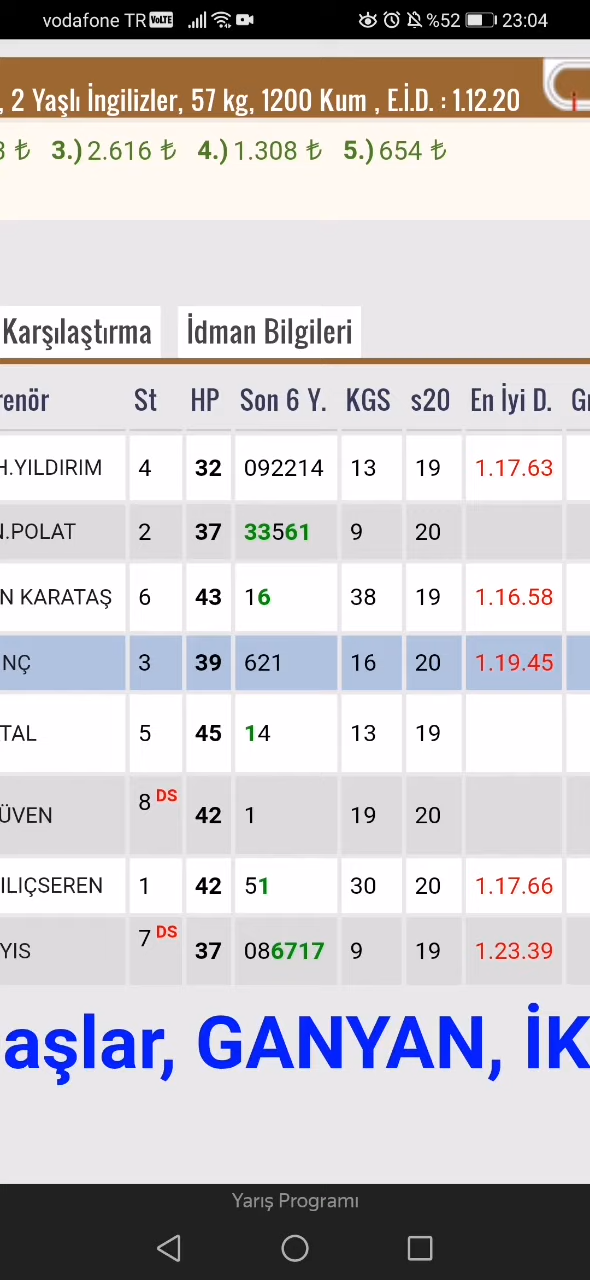 vodafone TR VoLTE %52 23:04
, 2 Yaşlı İngilizler, 57 kg, 1200 Kum , E.İ.D. : 1.12.20
₺ 3.) 2.616 ₺ 4.) 1.308 ₺ 5.) 654 ₺
Karşılaştırma İdman Bilgileri
renör St HP Son 6 Y. KGS s20 En İyi D. G
H.YILDIRIM 4 32 092214 13 19 1.17.63
N.POLAT 2 37 33561 9 20
N KARATAŞ 6 43 16 38 19 1.16.58
NÇ 3 39 621 16 20 1.19.45
TAL 5 45 14 13 19
ÜVEN 8 DS 42 1 19 20
ILIÇSEREN 1 42 51 30 20 1.17.66
YIS 7 DS 37 086717 9 19 1.23.39
aşlar, GANYAN, İK
Yarış Programı